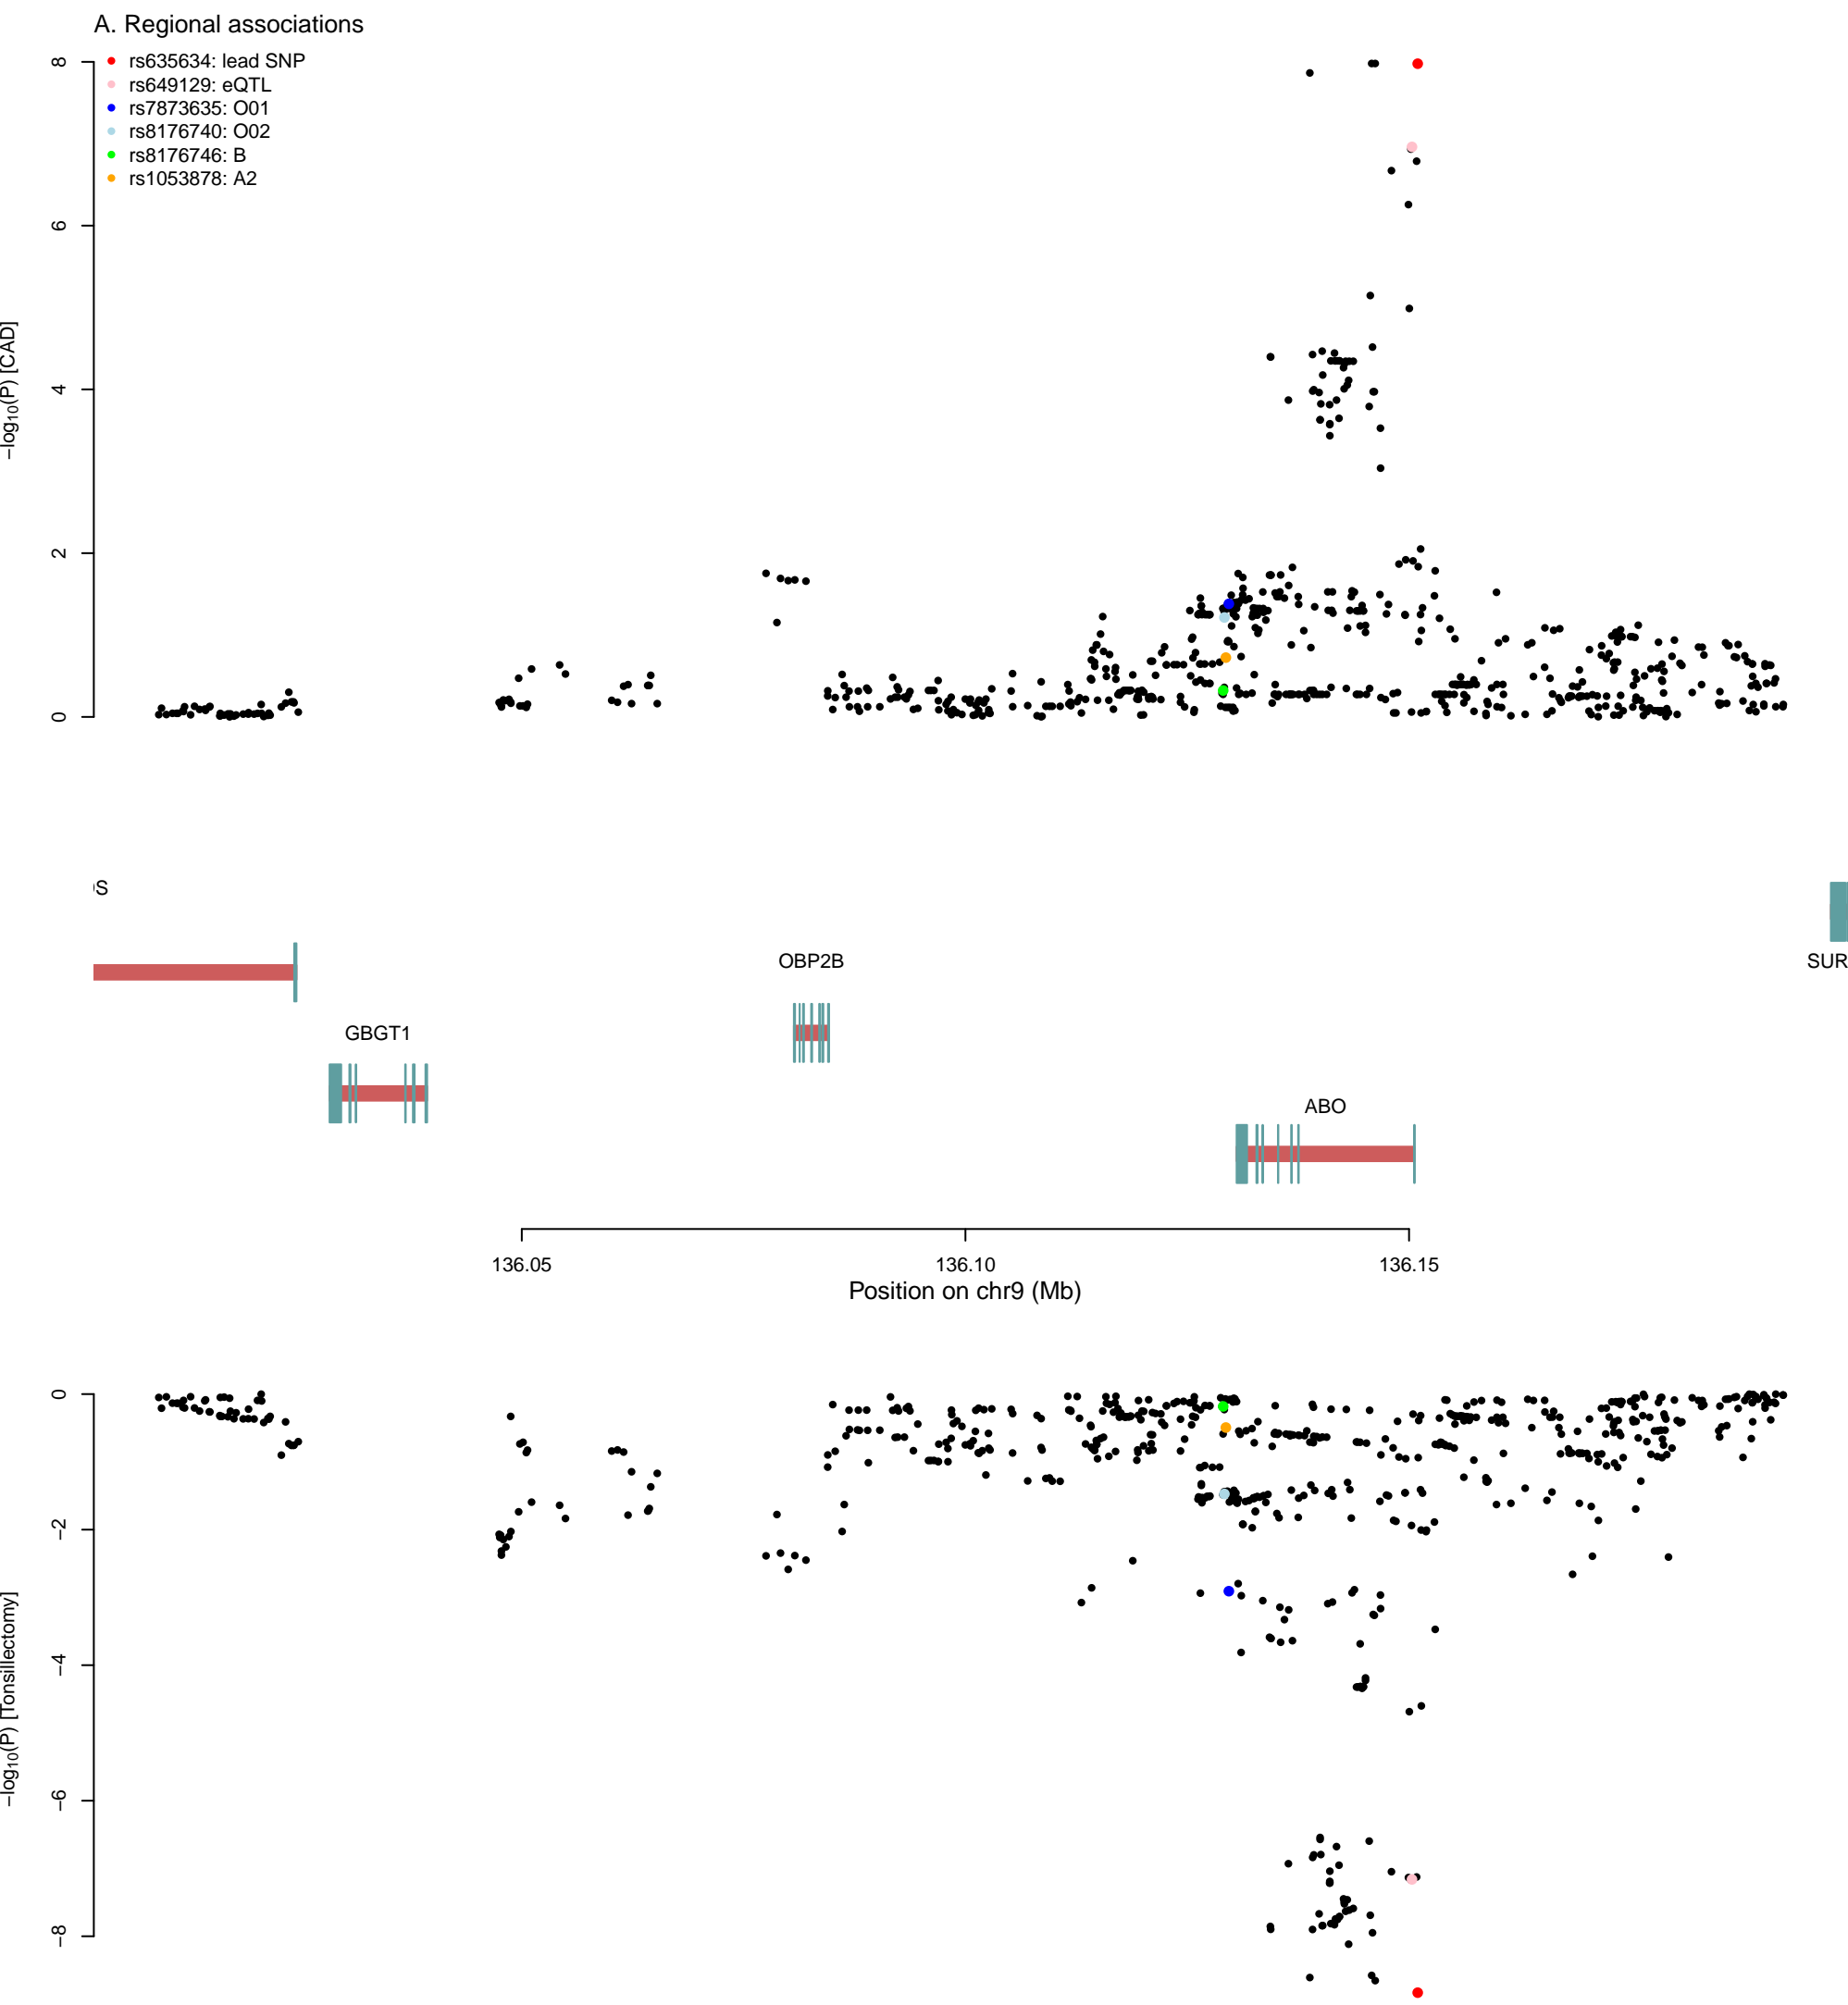 A. Regional associations
rs635634: lead SNP
rs649129: eQTL
rs7873635: O01
rs8176740: O02
rs8176746: B
rs1053878: A2
8
6
4
2
0
−log10(P) [CAD]
OBP2B
SUR
GBGT1
ABO
136.05 136.10 136.15
Position on chr9 (Mb)
0
−2
−4
−6
−8
−log10(P) [Tonsillectomy]